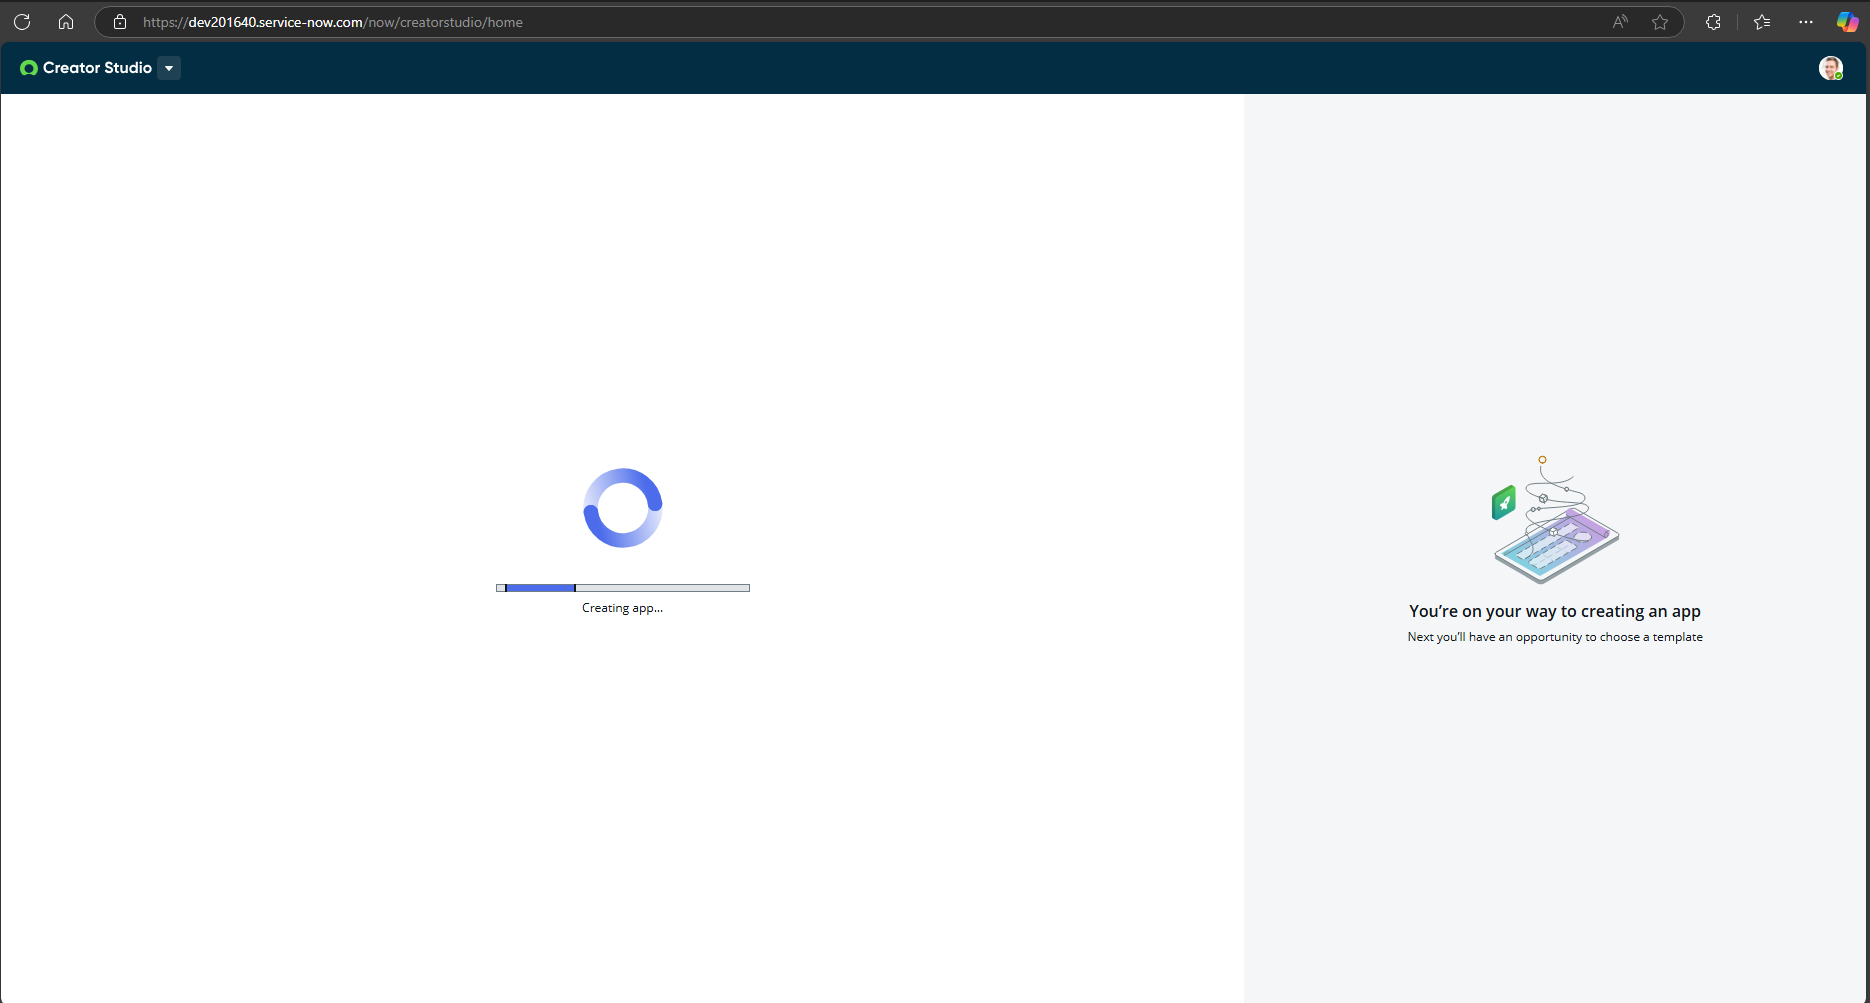 https://dev201640.service-now.com/now/creatorstudio/home
Creator Studio
Creating app...
You’re on your way to creating an app
Next you’ll have an opportunity to choose a template